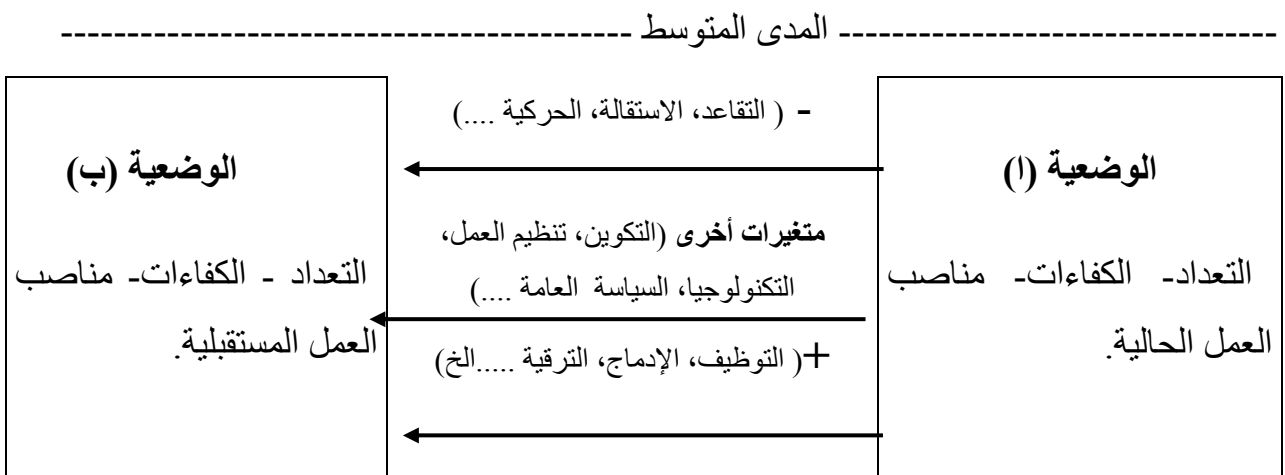 --------------------------------- المدى المتوسط -------------------------------------------
الوضعية (ا)
التعداد- الكفاءات- مناصب
العمل الحالية.
- ( التقاعد، الاستقالة، الحركية ....)
متغيرات أخرى (التكوين، تنظيم العمل،
التكنولوجيا، السياسة العامة ....)
+( التوظيف، الإدماج، الترقية .....الخ)
الوضعية (ب)
التعداد - الكفاءات- مناصب
العمل المستقبلية.